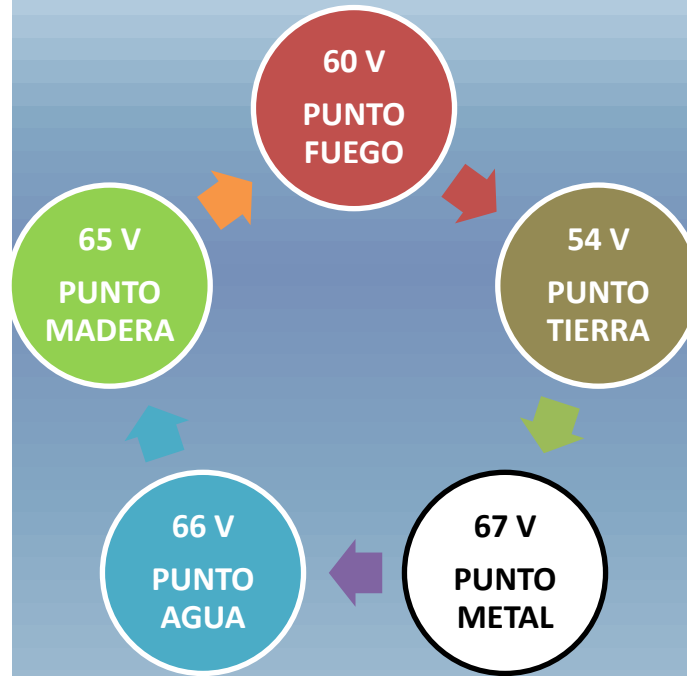 60 V
PUNTO
FUEGO
54 V
PUNTO
TIERRA
67 V
PUNTO
METAL
66 V
PUNTO
AGUA
65 V
PUNTO
MADERA